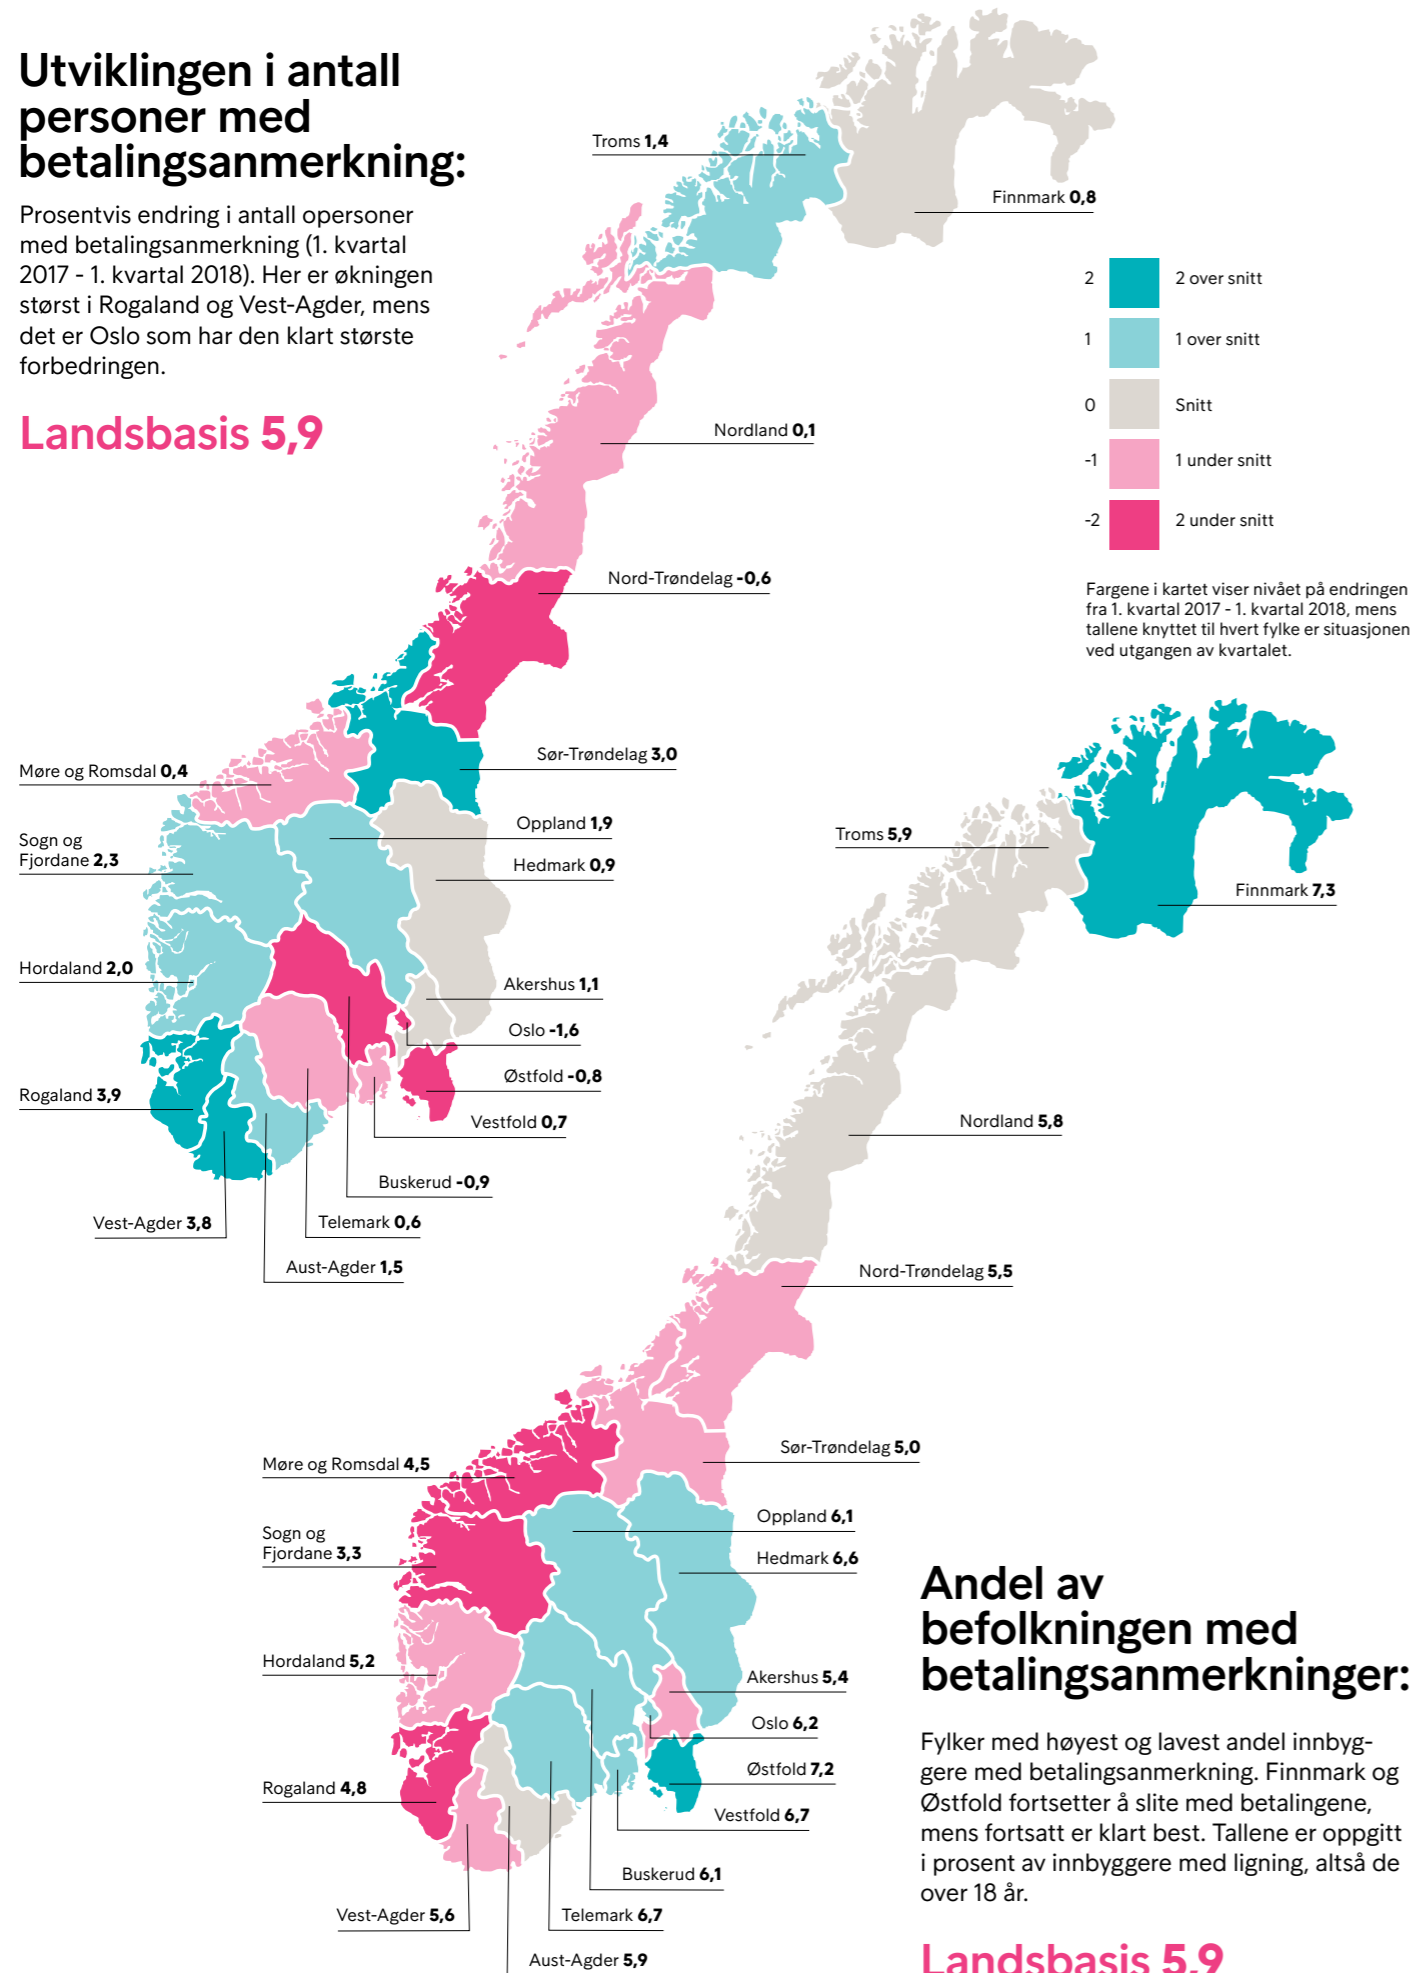 Utviklingen i antall
personer med
betalingsanmerkning:
Prosentvis endring i antall opersoner
med betalingsanmerkning (1. kvartal
2017 - 1. kvartal 2018). Her er økningen
størst i Rogaland og Vest-Agder, mens
det er Oslo som har den klart største
forbedringen.
Landsbasis 5,9
Troms 1,4
Finnmark 0,8
Nordland 0,1
Nord-Trøndelag -0,6
Sør-Trøndelag 3,0
Møre og Romsdal 0,4
Oppland 1,9
Sogn og
Fjordane 2,3
Hedmark 0,9
Hordaland 2,0
Akershus 1,1
Oslo -1,6
Østfold -0,8
Rogaland 3,9
Vestfold 0,7
Buskerud -0,9
Vest-Agder 3,8
Telemark 0,6
Aust-Agder 1,5
2 2 over snitt
1 1 over snitt
0 Snitt
-1 1 under snitt
-2 2 under snitt
Fargene i kartet viser nivået på endringen
fra 1. kvartal 2017 - 1. kvartal 2018, mens
tallene knyttet til hvert fylke er situasjonen
ved utgangen av kvartalet.
Troms 5,9
Finnmark 7,3
Nordland 5,8
Nord-Trøndelag 5,5
Sør-Trøndelag 5,0
Møre og Romsdal 4,5
Oppland 6,1
Sogn og
Fjordane 3,3
Hedmark 6,6
Hordaland 5,2
Akershus 5,4
Oslo 6,2
Østfold 7,2
Rogaland 4,8
Vestfold 6,7
Buskerud 6,1
Vest-Agder 5,6
Telemark 6,7
Aust-Agder 5,9
Andel av
befolkningen med
betalingsanmerkninger:
Fylker med høyest og lavest andel innbyg-
gere med betalingsanmerkning. Finnmark og
Østfold fortsetter å slite med betalingene,
mens fortsatt er klart best. Tallene er oppgitt
i prosent av innbyggere med ligning, altså de
over 18 år.
Landsbasis 5,9